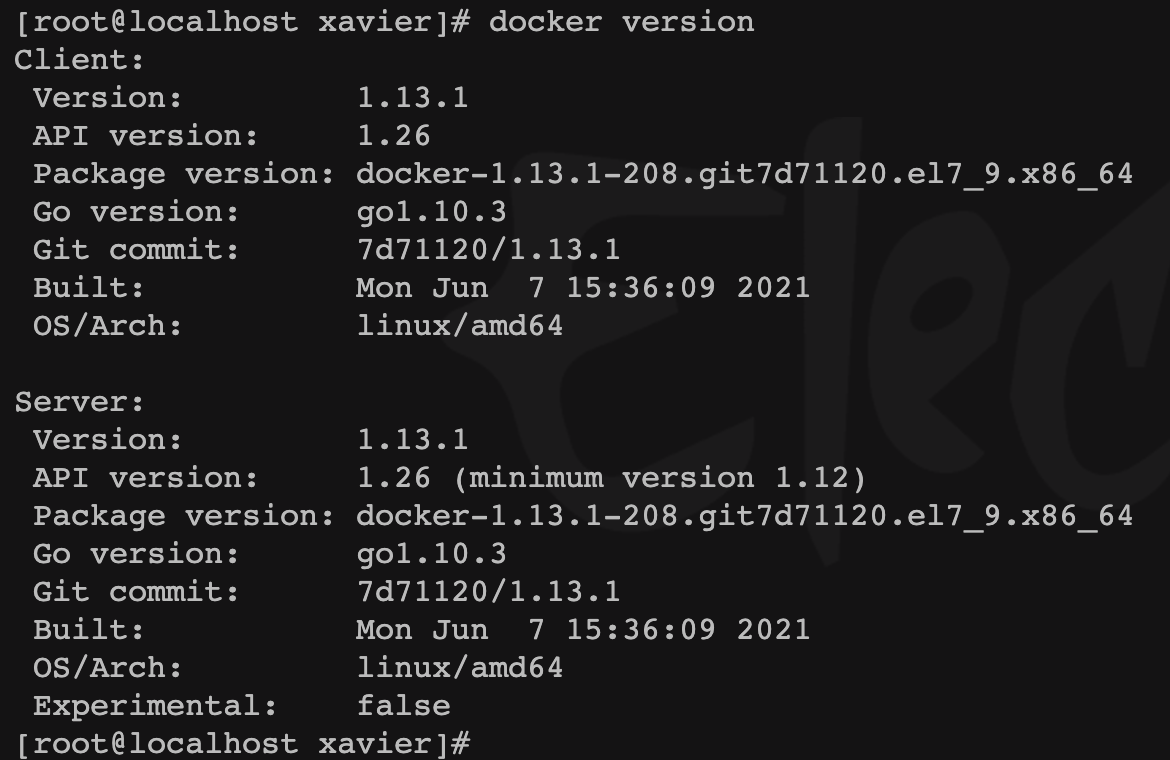 [root@localhost xavier]# docker version
Client:
 Version:         1.13.1
 API version:     1.26
 Package version: docker-1.13.1-208.git7d71120.el7_9.x86_64
 Go version:      go1.10.3
 Git commit:      7d71120/1.13.1
 Built:           Mon Jun  7 15:36:09 2021
 OS/Arch:         linux/amd64

Server:
 Version:         1.13.1
 API version:     1.26 (minimum version 1.12)
 Package version: docker-1.13.1-208.git7d71120.el7_9.x86_64
 Go version:      go1.10.3
 Git commit:      7d71120/1.13.1
 Built:           Mon Jun  7 15:36:09 2021
 OS/Arch:         linux/amd64
 Experimental:    false
[root@localhost xavier]#
Elec